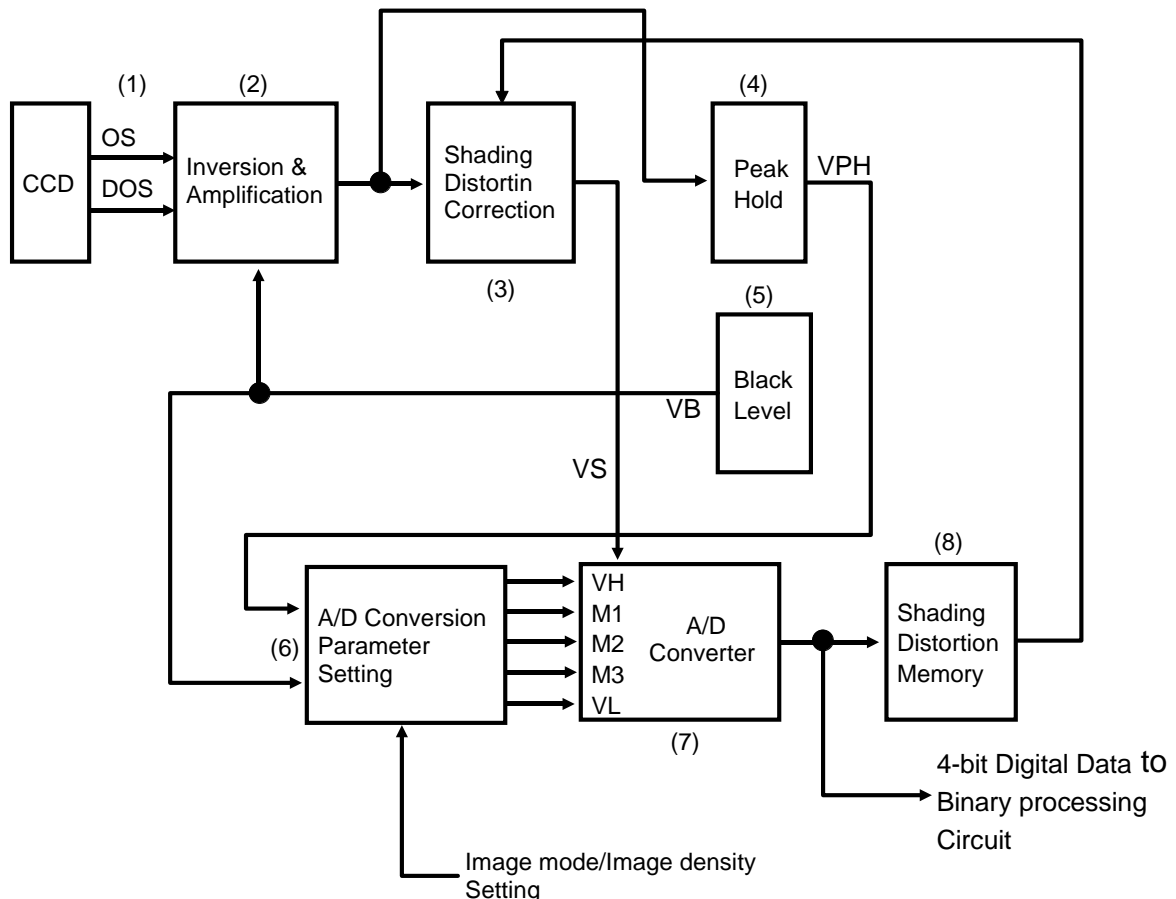 (1)
(2)
(4)
CCD
OS
DOS
Inversion &
Amplification
Shading
Distortin
Correction
Peak
Hold
VPH
(3)
(5)
Black
Level
VB
VS
(8)
(6)
A/D Conversion
Parameter
Setting
VH
M1
M2
M3
VL
A/D
Converter
Shading
Distortion
Memory
(7)
4-bit Digital Data to
Binary processing
Circuit
Image mode/Image density
Setting